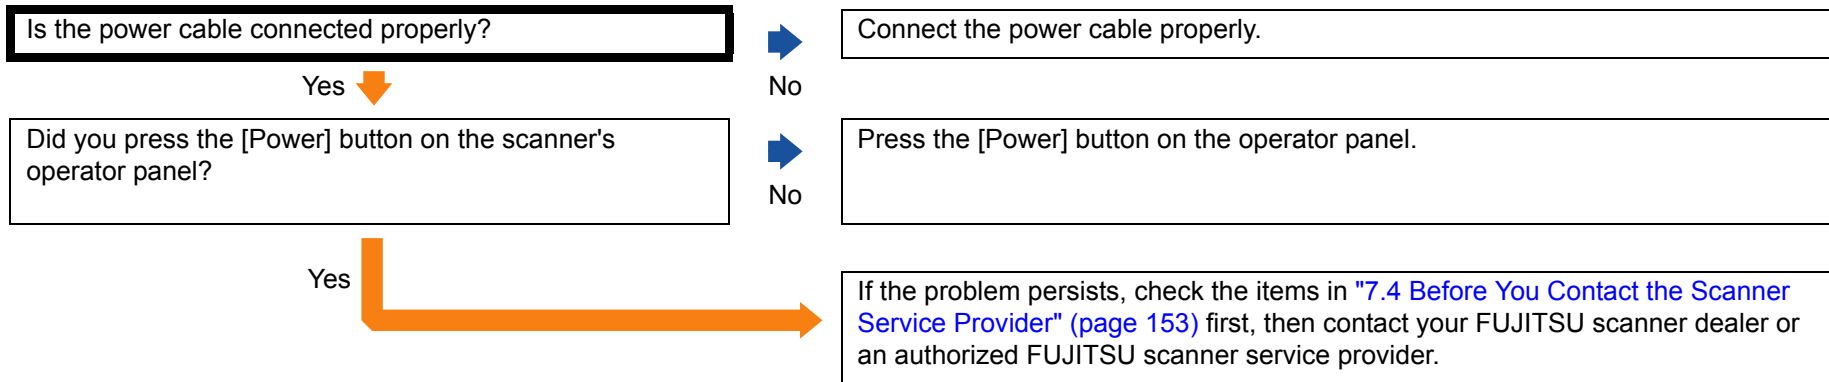 Is the power cable connected properly?
Connect the power cable properly.
Yes
No
Did you press the [Power] button on the scanner's
operator panel?
Press the [Power] button on the operator panel.
No
Yes
If the problem persists, check the items in "7.4 Before You Contact the Scanner
Service Provider" (page 153) first, then contact your FUJITSU scanner dealer or
an authorized FUJITSU scanner service provider.